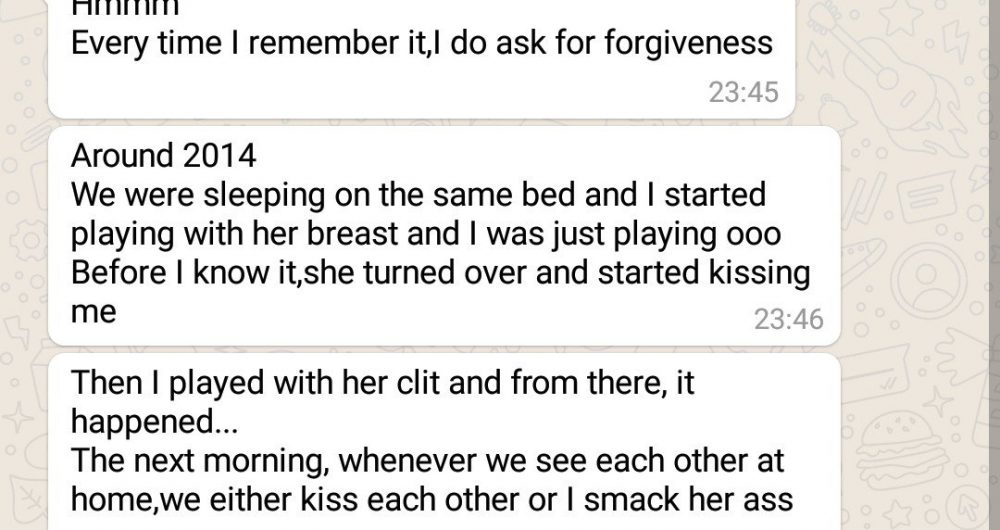 Hmmm
Every time I remember it,I do ask for forgiveness
23:45
Around 2014
We were sleeping on the same bed and I started
playing with her breast and I was just playing ooo
Before I know it,she turned over and started kissing
me
23:46
Then I played with her clit and from there, it
happened...
The next morning, whenever we see each other at
home,we either kiss each other or I smack her ass